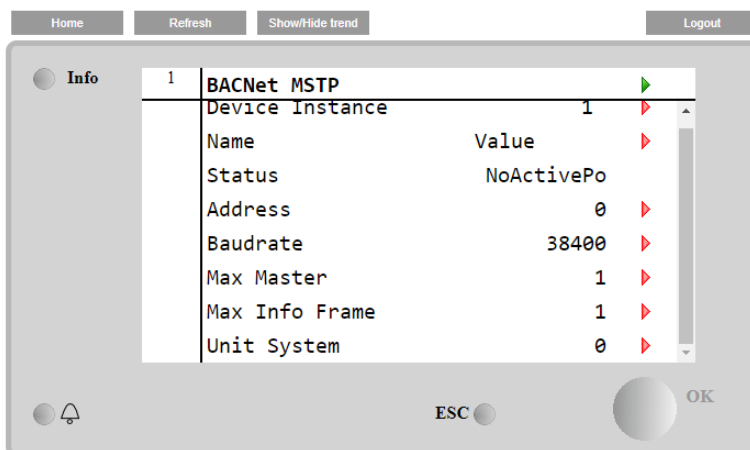 Home Refresh Show/Hide trend Logout
Info
1 BACNet MSTP
Device Instance 1
Name Value
Status NoActivePo
Address 0
Baudrate 38400
Max Master 1
Max Info Frame 1
Unit System 0
ESC OK